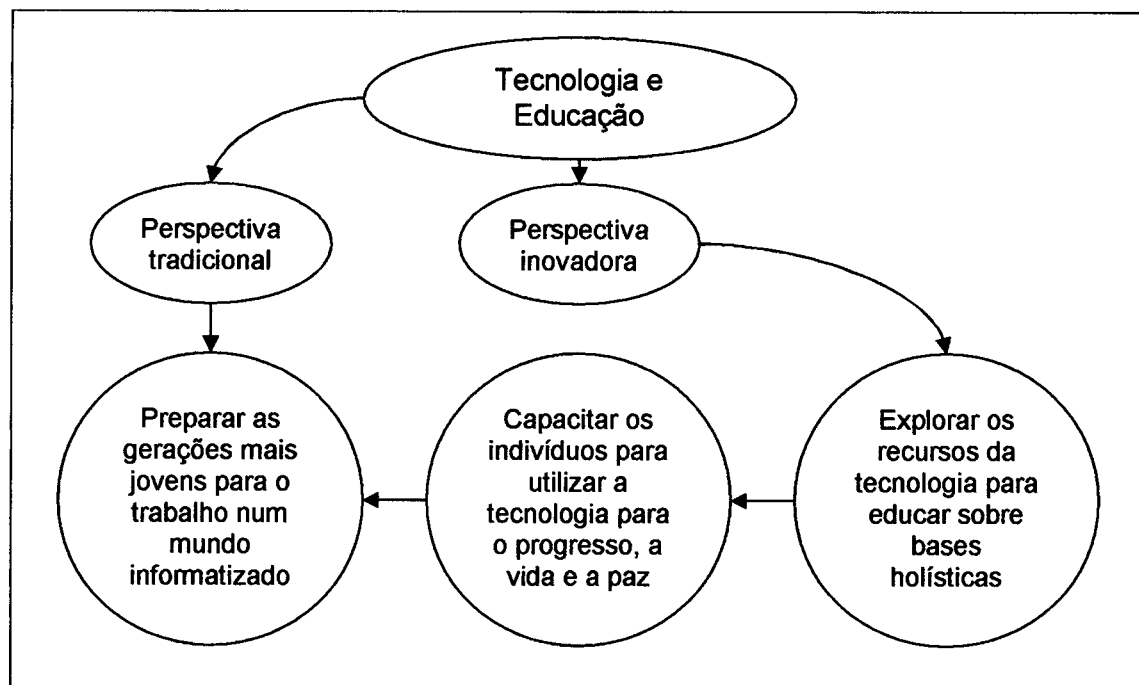 Tecnologia e
Educação
Perspectiva
tradicional
Perspectiva
inovadora
Preparar as
gerações mais
jovens para o
trabalho num
mundo
informatizado
Capacitar os
indivíduos para
utilizar a
tecnologia para
o progresso, a
vida e a paz
Explorar os
recursos da
tecnologia para
educar sobre
bases
holísticas